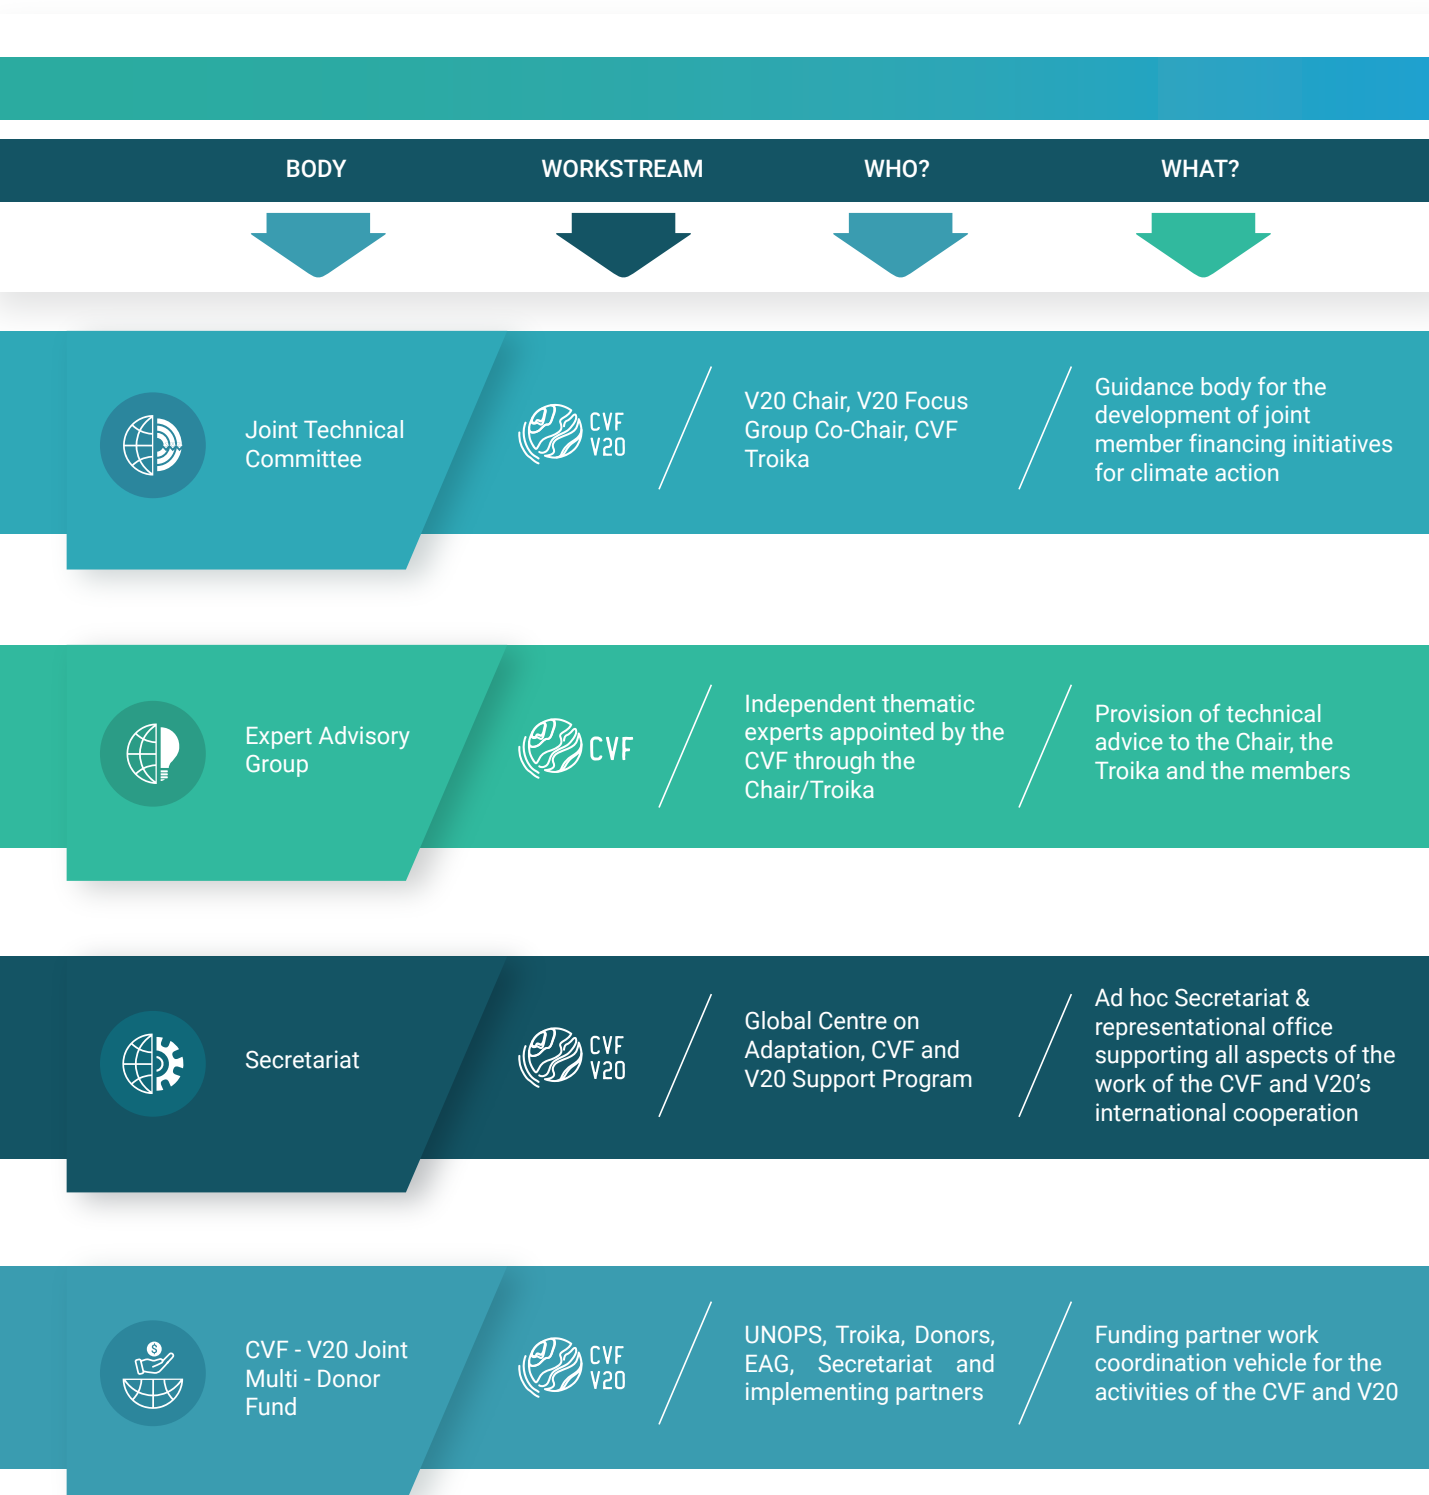 BODY
WORKSTREAM
WHO?
WHAT?
Joint Technical
Committee
CVF
V20
V20 Chair, V20 Focus
Group Co-Chair, CVF
Troika
Guidance body for the
development of joint
member financing initiatives
for climate action
Expert Advisory
Group
CVF
Independent thematic
experts appointed by the
CVF through the
Chair/Troika
Provision of technical
advice to the Chair, the
Troika and the members
Secretariat
CVF
V20
Global Centre on
Adaptation, CVF and
V20 Support Program
Ad hoc Secretariat &
representational office
supporting all aspects of the
work of the CVF and V20’s
international cooperation
$
CVF - V20 Joint
Multi - Donor
Fund
CVF
V20
UNOPS, Troika, Donors,
EAG, Secretariat and
implementing partners
Funding partner work
coordination vehicle for the
activities of the CVF and V20